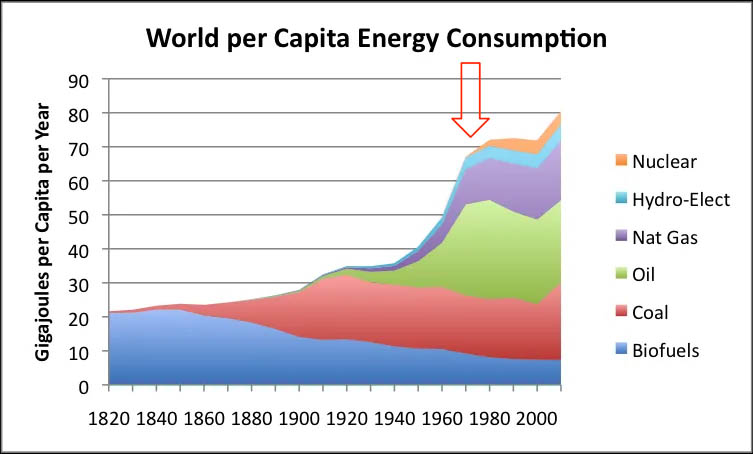 World per Capita Energy Consumption
Gigajoules per Capita per Year
90
80
70
60
50
40
30
20
10
0
1820 1840 1860 1880 1900 1920 1940 1960 1980 2000
Nuclear
Hydro-Elect
Nat Gas
Oil
Coal
Biofuels